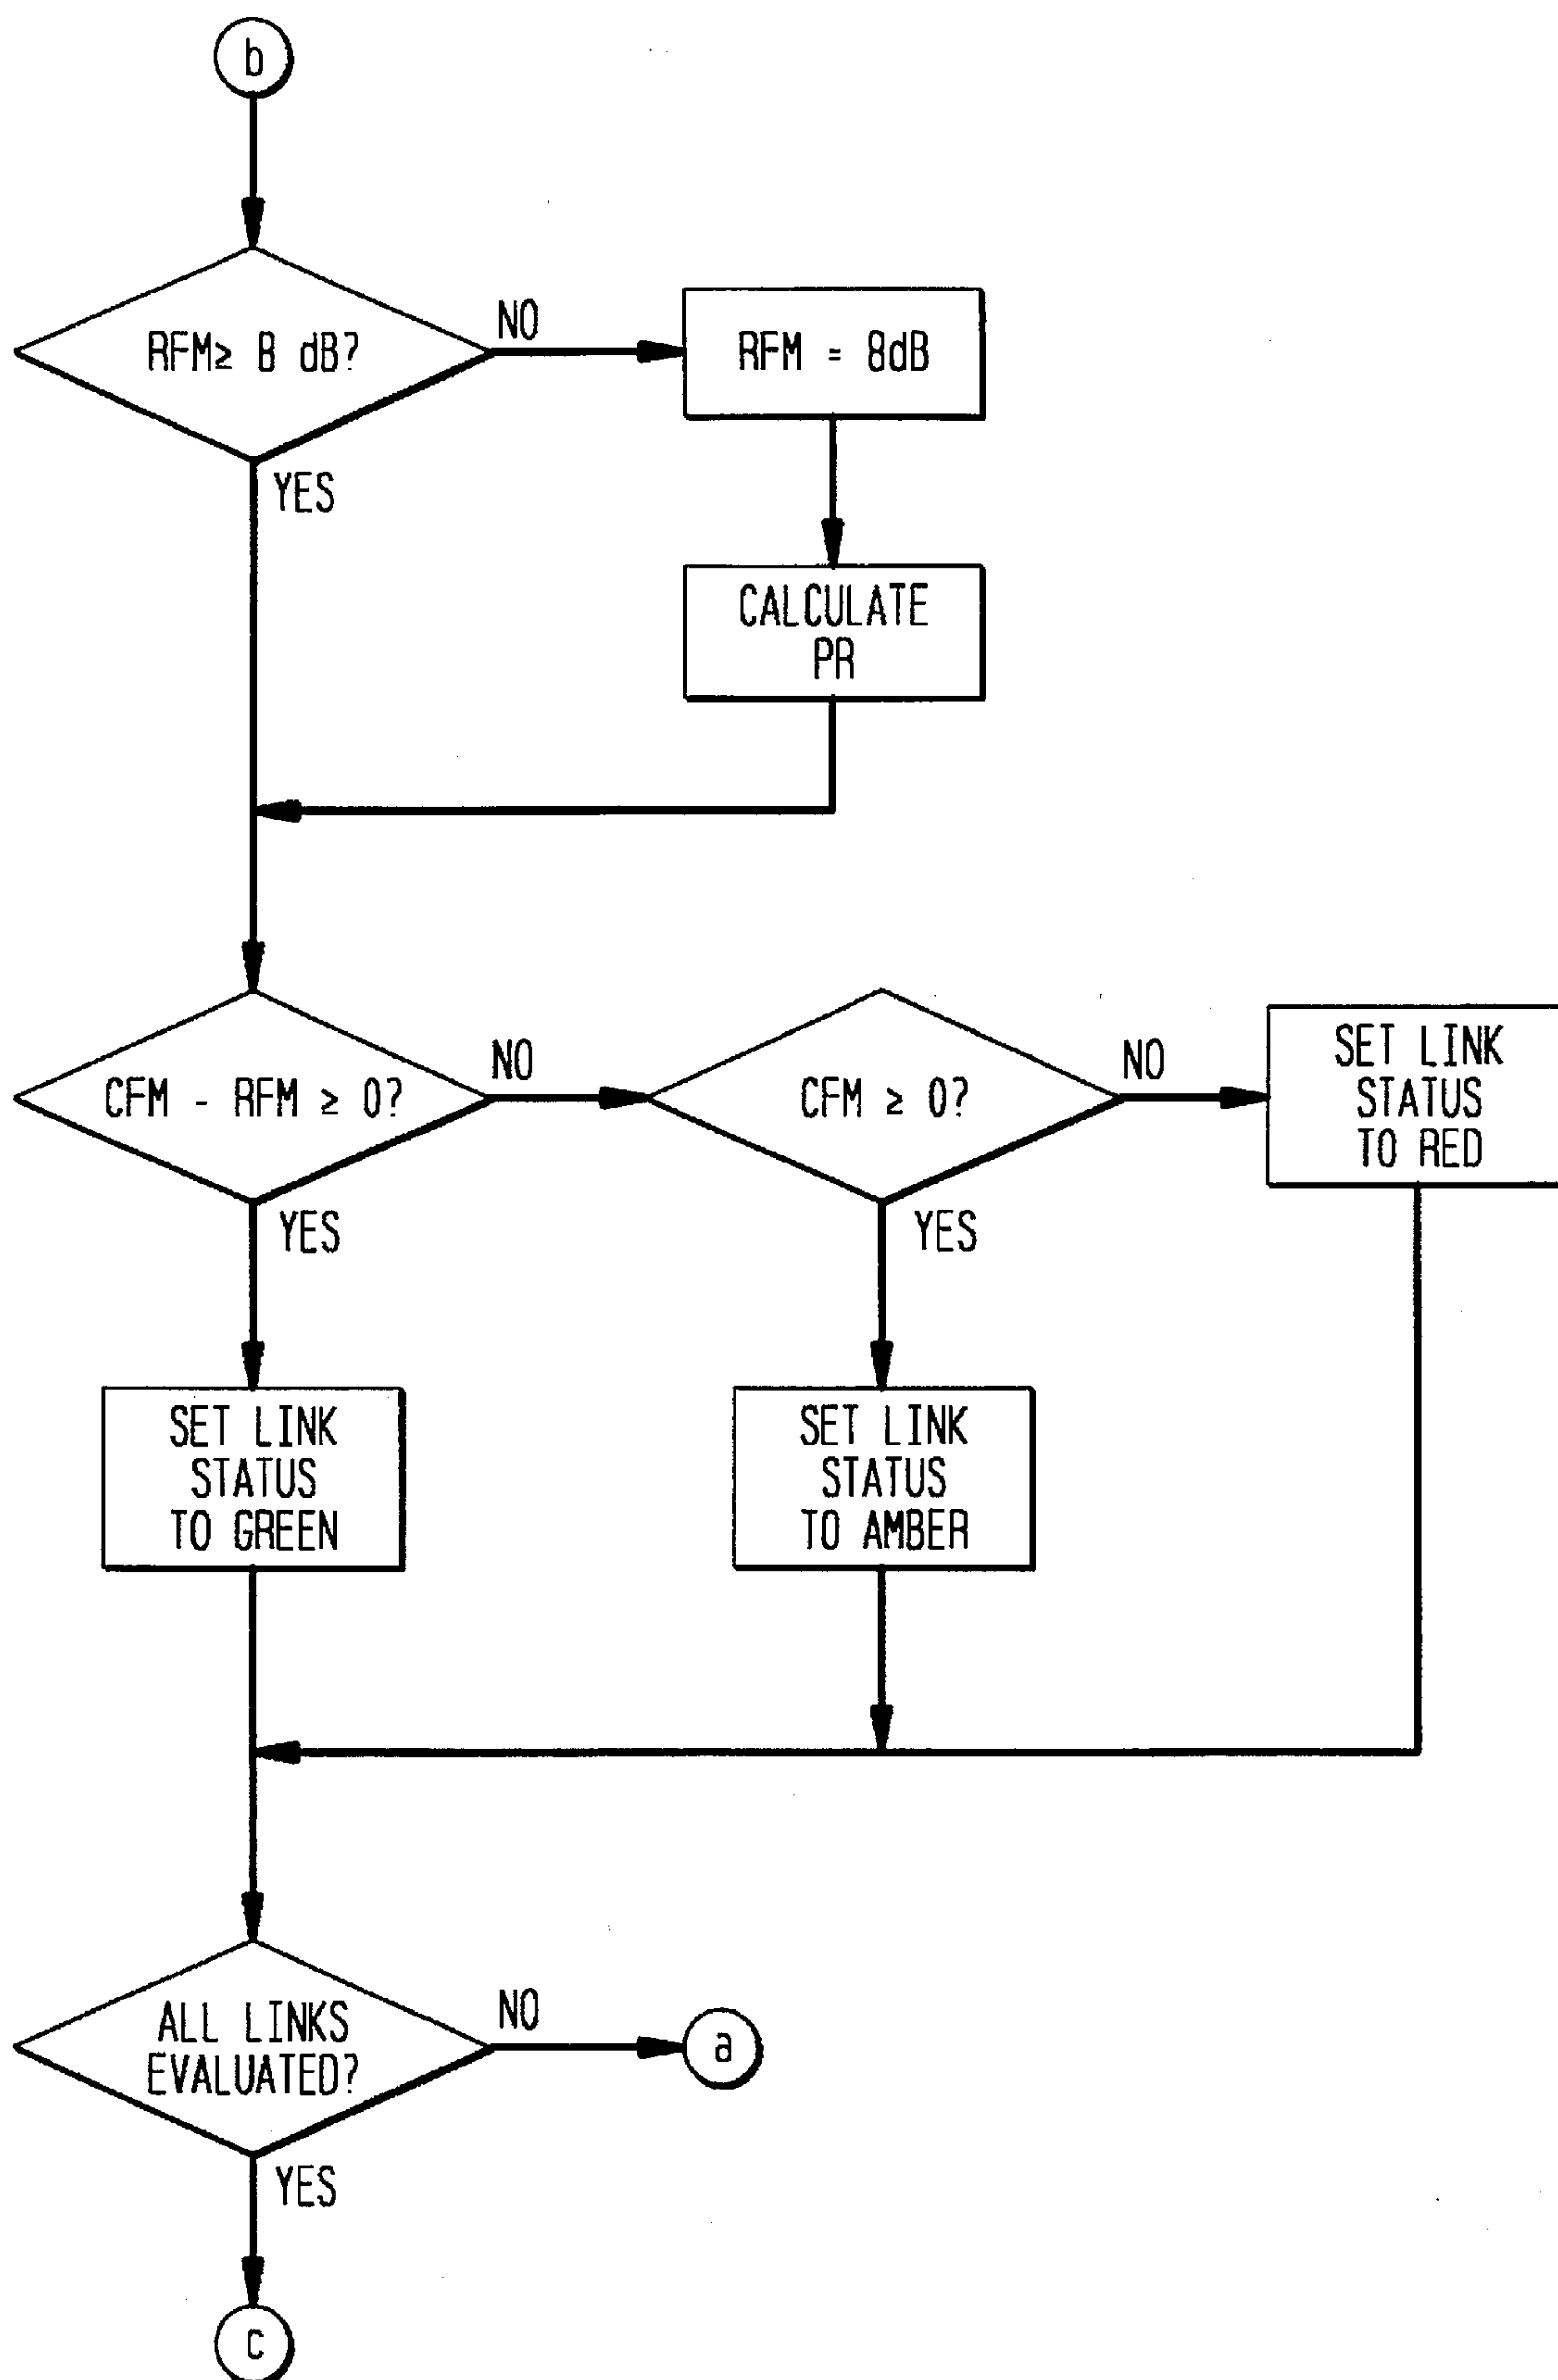 b
RFM≥ 8 dB?
NO
RFM = 8dB
YES
CALCULATE
PR
CFM - RFM ≥ 0?
NO
CFM ≥ 0?
NO
SET LINK
STATUS
TO RED
YES
YES
SET LINK
STATUS
TO GREEN
SET LINK
STATUS
TO AMBER
ALL LINKS
EVALUATED?
NO
a
YES
c